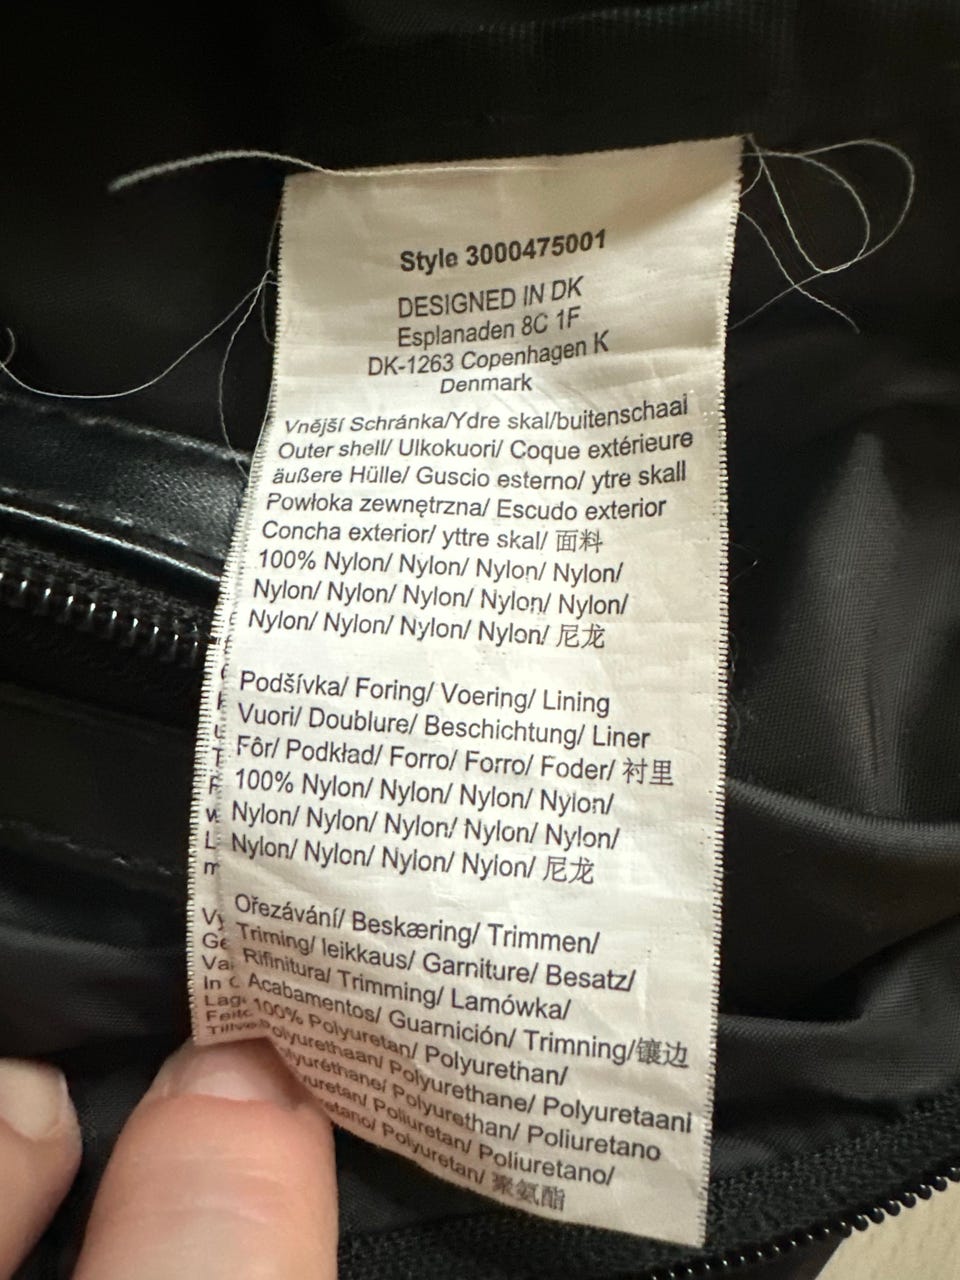 Style 3000475001
DESIGNED IN DK
Esplanaden 8C 1F
DK-1263 Copenhagen K
Denmark
Vnější Schránka/Ydre skal/buitenschaal
Outer shell/ Ulkokuori/ Coque extérieure
äußere Hülle/ Guscio esterno/ ytre skall
Powłoka zewnętrzna/ Escudo exterior
Concha exterior/ yttre skal/ 面料
100% Nylon/ Nylon/ Nylon/ Nylon/
Nylon/ Nylon/ Nylon/ Nylon/ Nylon/
Nylon/ Nylon/ Nylon/ Nylon/ 尼龙
Podšívka/ Foring/ Voering/ Lining
Vuori/ Doublure/ Beschichtung/ Liner
Fôr/ Podkład/ Forro/ Forro/ Foder/ 衬里
100% Nylon/ Nylon/ Nylon/ Nylon/
Nylon/ Nylon/ Nylon/ Nylon/ Nylon/
Nylon/ Nylon/ Nylon/ Nylon/ 尼龙
Ořezávání/ Beskæring/ Trimmen/
Triming/ leikkaus/ Garniture/ Besatz/
Rifinitura/ Trimming/ Lamówka/
Acabamentos/ Guarnición/ Trimning/镶边
100% Polyuretan/ Polyurethan/
Polyurethaan/ Polyurethane/ Polyuretaani
Polyurethan/ Poliuretano
Poliuretan/ Poliuretano/
Polyuretan/ 聚氨酯